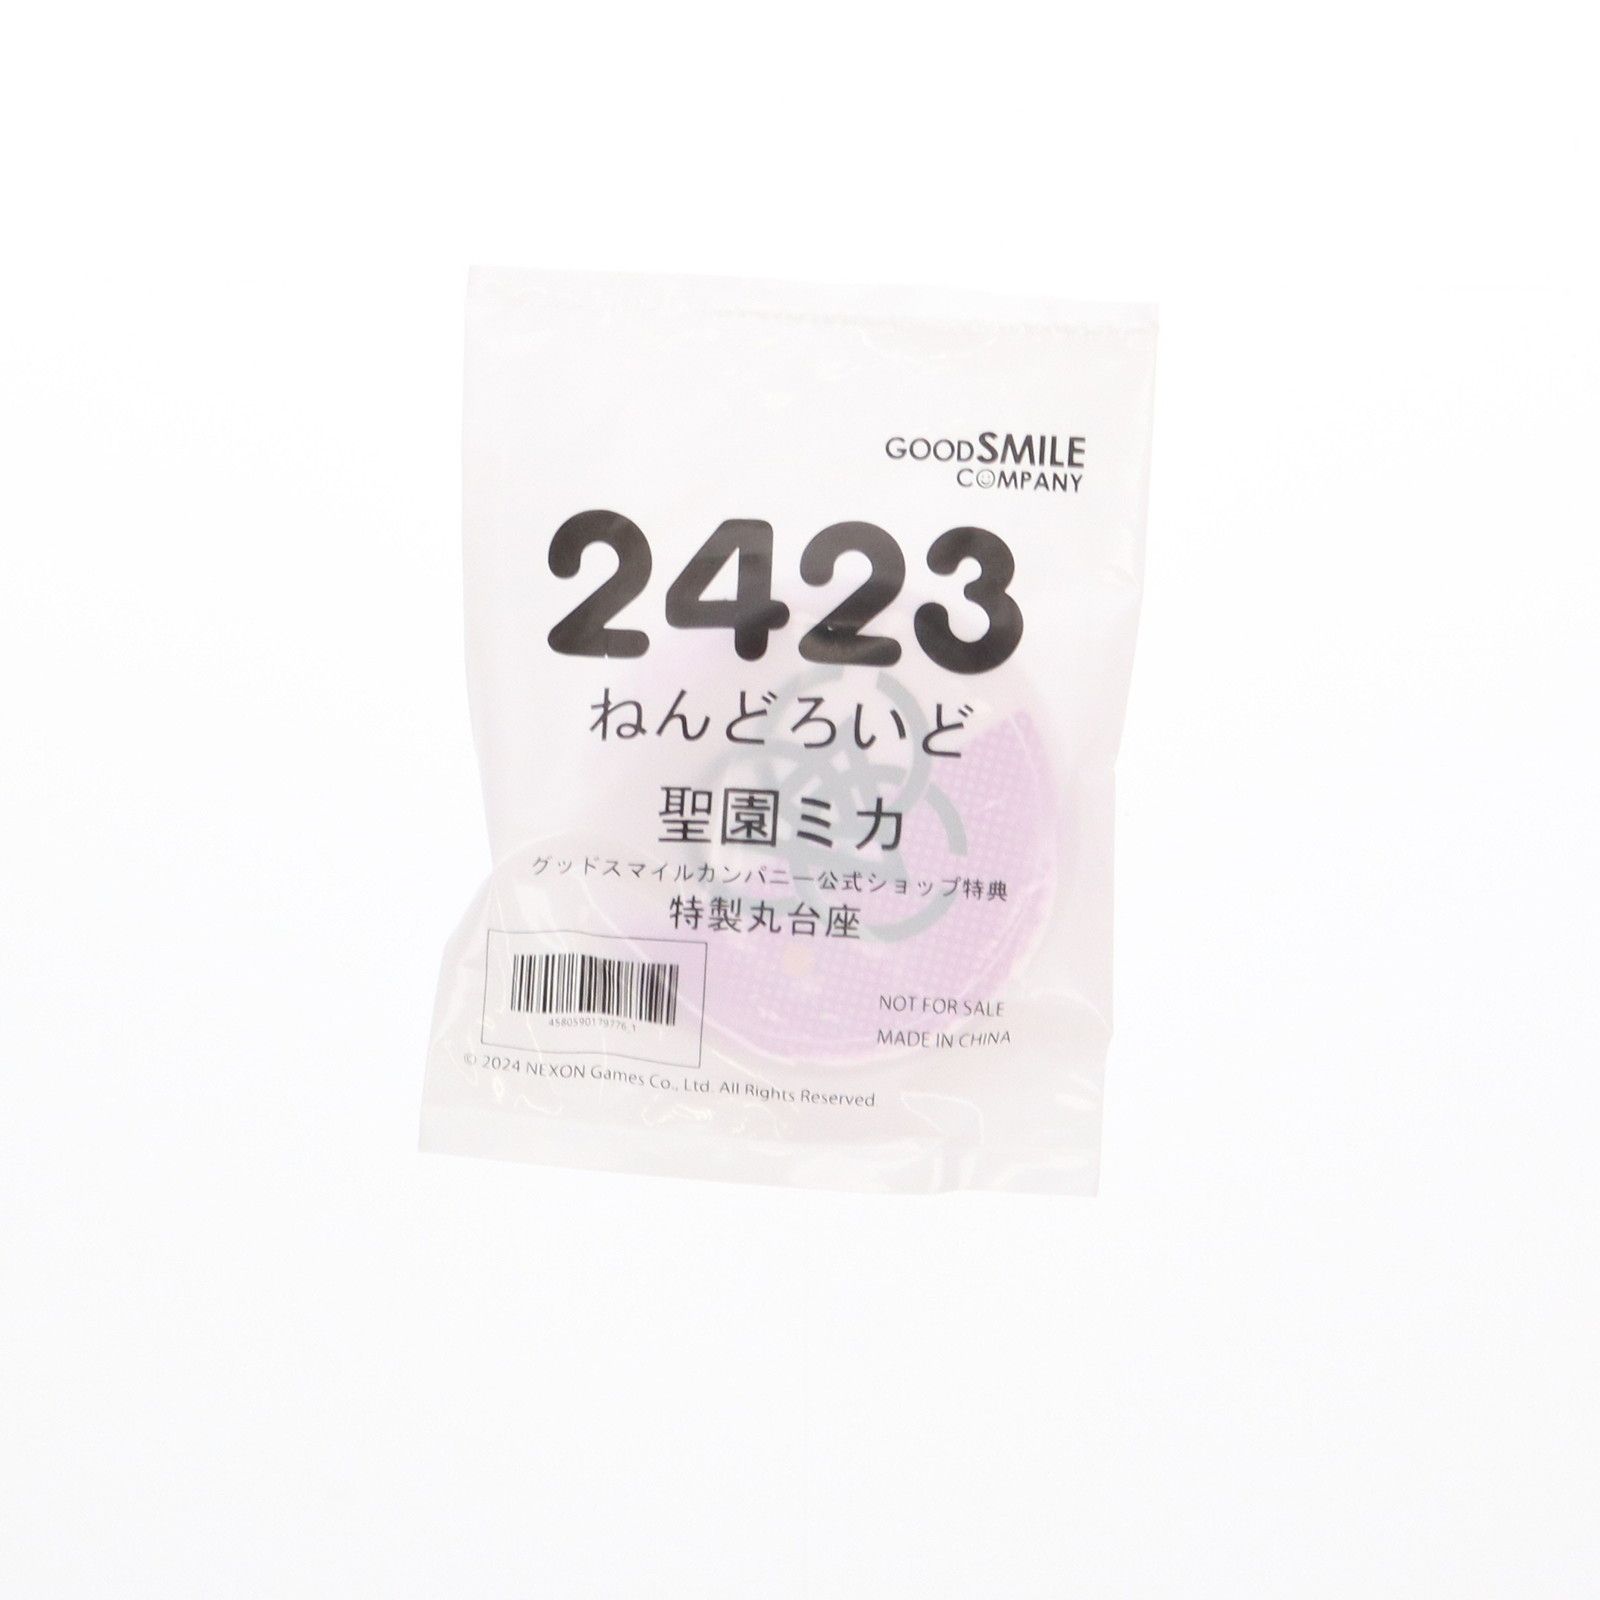 GOODSMILE
COMPANY
2423
ねんどろいど
聖園ミカ
グッドスマイルカンパニー公式ショップ特典
特製丸台座
4580590179776 1
NOT FOR SALE
MADE IN CHINA
© 2024 NEXON Games Co., Ltd. All Rights Reserved.